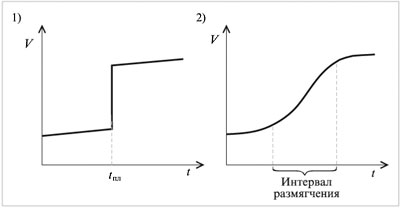 1)
V
tпл
t
2)
V
t
Интервал
размягчения